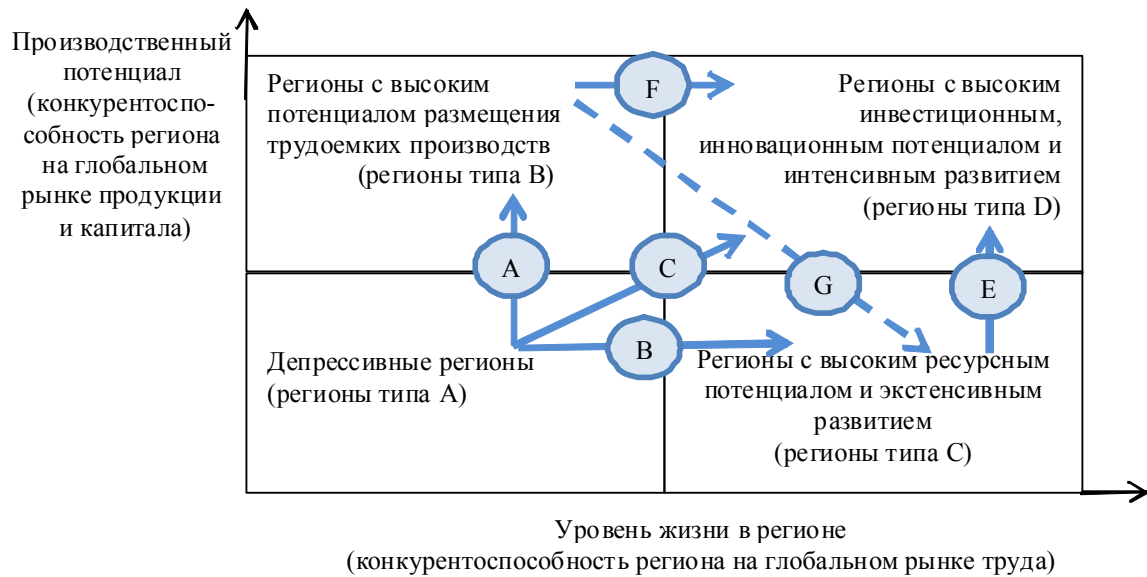 Производственный
потенциал
(конкурентоспо-
собность региона
на глобальном
рынке продукции
и капитала)
Регионы с высоким
потенциалом размещения
трудоемких производств
(регионы типа B)
F
Регионы с высоким
инвестиционным,
инновационным потенциалом и
интенсивным развитием
(регионы типа D)
A
C
G
E
B
Депрессивные регионы
(регионы типа A)
Регионы с высоким ресурсным
потенциалом и экстенсивным
развитием
(регионы типа C)
Уровень жизни в регионе
(конкурентоспособность региона на глобальном рынке труда)